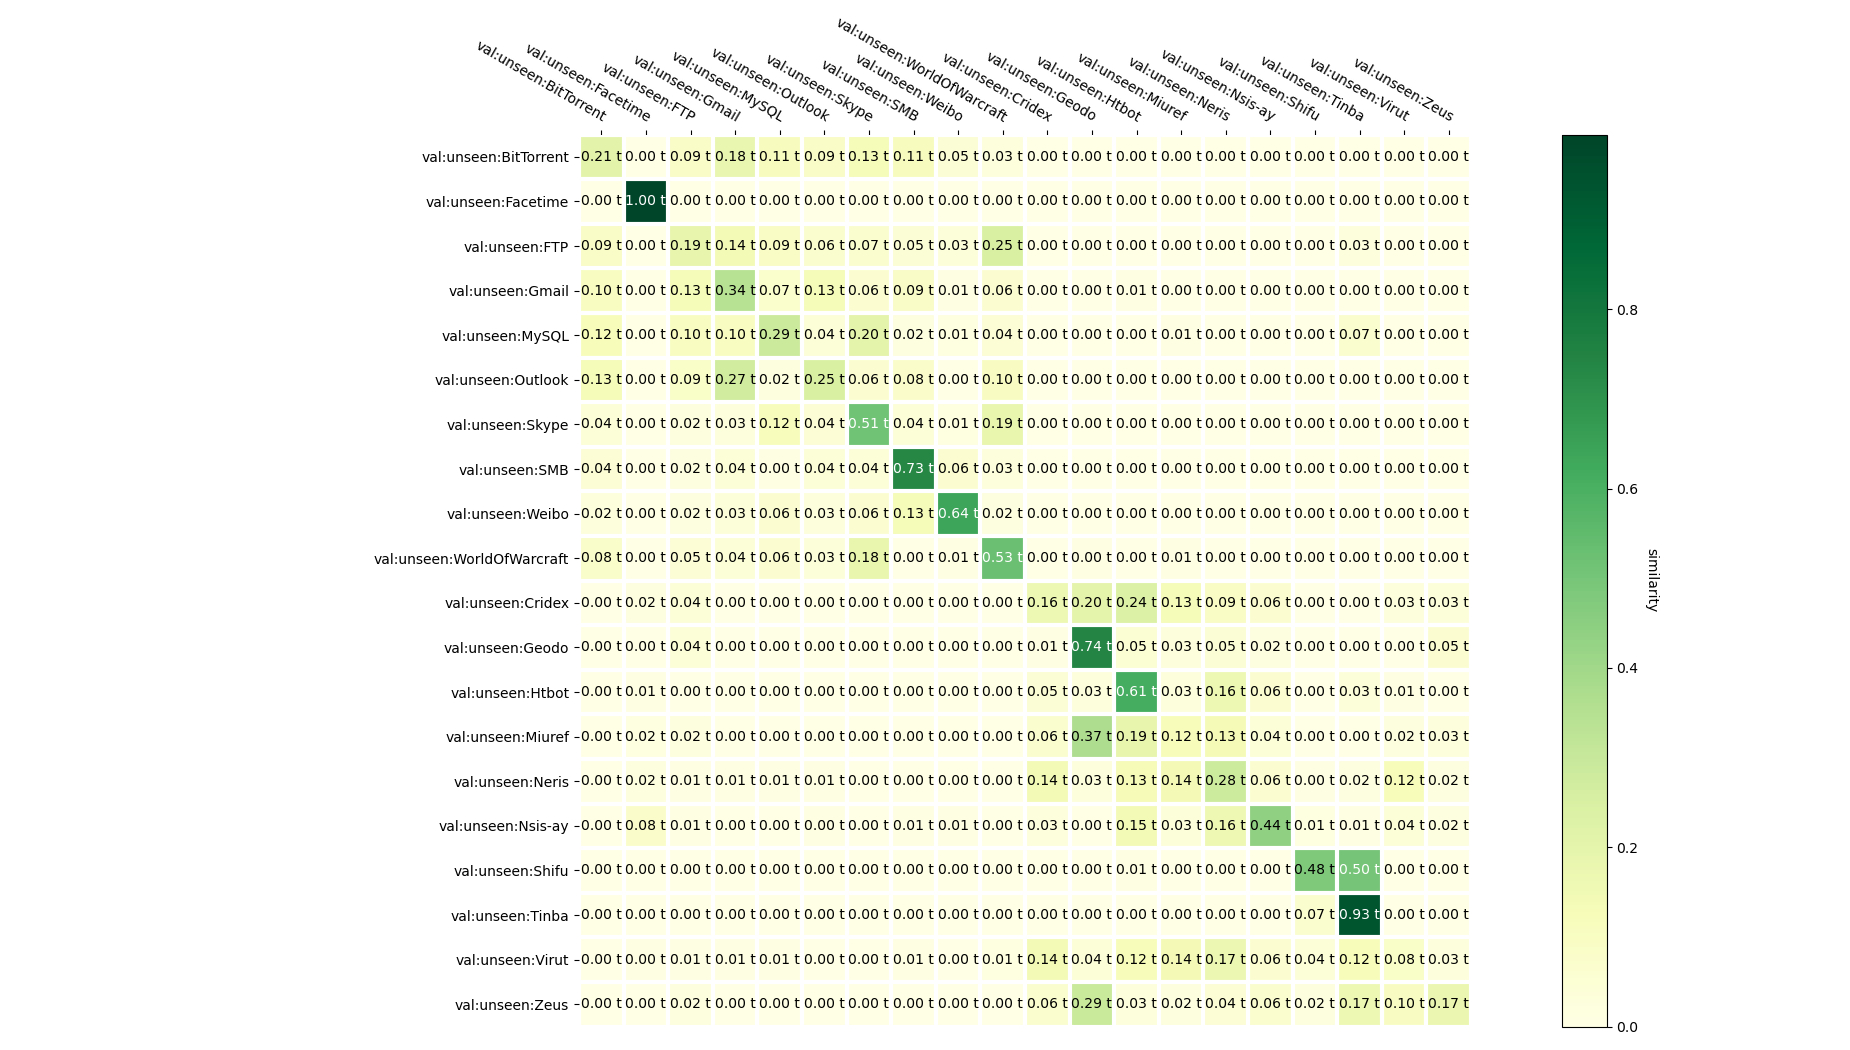 val:unseen:BitTorrent val:unseen:Facetime val:unseen:FTP val:unseen:Gmail val:unseen:MySQL val:unseen:Outlook val:unseen:Skype val:unseen:SMB val:unseen:Weibo val:unseen:WorldOfWarcraft val:unseen:Cridex val:unseen:Geodo val:unseen:Htbot val:unseen:Miuref val:unseen:Neris val:unseen:Nsis-ay val:unseen:Shifu val:unseen:Tinba val:unseen:Virut val:unseen:Zeus
val:unseen:BitTorrent 0.21 t 0.00 t 0.09 t 0.18 t 0.11 t 0.09 t 0.13 t 0.11 t 0.05 t 0.03 t 0.00 t 0.00 t 0.00 t 0.00 t 0.00 t 0.00 t 0.00 t 0.00 t 0.00 t 0.00 t
val:unseen:Facetime 0.00 t 1.00 t 0.00 t 0.00 t 0.00 t 0.00 t 0.00 t 0.00 t 0.00 t 0.00 t 0.00 t 0.00 t 0.00 t 0.00 t 0.00 t 0.00 t 0.00 t 0.00 t 0.00 t 0.00 t
val:unseen:FTP 0.09 t 0.00 t 0.19 t 0.14 t 0.09 t 0.06 t 0.07 t 0.05 t 0.03 t 0.25 t 0.00 t 0.00 t 0.00 t 0.00 t 0.00 t 0.00 t 0.00 t 0.03 t 0.00 t 0.00 t
val:unseen:Gmail 0.10 t 0.00 t 0.13 t 0.34 t 0.07 t 0.13 t 0.06 t 0.09 t 0.01 t 0.06 t 0.00 t 0.00 t 0.01 t 0.00 t 0.00 t 0.00 t 0.00 t 0.00 t 0.00 t 0.00 t
val:unseen:MySQL 0.12 t 0.00 t 0.10 t 0.10 t 0.29 t 0.04 t 0.20 t 0.02 t 0.01 t 0.04 t 0.00 t 0.00 t 0.00 t 0.01 t 0.00 t 0.00 t 0.00 t 0.07 t 0.00 t 0.00 t
val:unseen:Outlook 0.13 t 0.00 t 0.09 t 0.27 t 0.02 t 0.25 t 0.06 t 0.08 t 0.00 t 0.10 t 0.00 t 0.00 t 0.00 t 0.00 t 0.00 t 0.00 t 0.00 t 0.00 t 0.00 t 0.00 t
val:unseen:Skype 0.04 t 0.00 t 0.02 t 0.03 t 0.12 t 0.04 t 0.51 t 0.04 t 0.01 t 0.19 t 0.00 t 0.00 t 0.00 t 0.00 t 0.00 t 0.00 t 0.00 t 0.00 t 0.00 t 0.00 t
val:unseen:SMB 0.04 t 0.00 t 0.02 t 0.04 t 0.00 t 0.04 t 0.04 t 0.73 t 0.06 t 0.03 t 0.00 t 0.00 t 0.00 t 0.00 t 0.00 t 0.00 t 0.00 t 0.00 t 0.00 t 0.00 t
val:unseen:Weibo 0.02 t 0.00 t 0.02 t 0.03 t 0.06 t 0.03 t 0.06 t 0.13 t 0.64 t 0.02 t 0.00 t 0.00 t 0.00 t 0.00 t 0.00 t 0.00 t 0.00 t 0.00 t 0.00 t 0.00 t
val:unseen:WorldOfWarcraft 0.08 t 0.00 t 0.05 t 0.04 t 0.06 t 0.03 t 0.18 t 0.00 t 0.01 t 0.53 t 0.00 t 0.00 t 0.00 t 0.01 t 0.00 t 0.00 t 0.00 t 0.00 t 0.00 t 0.00 t
val:unseen:Cridex 0.00 t 0.02 t 0.04 t 0.00 t 0.00 t 0.00 t 0.00 t 0.00 t 0.00 t 0.00 t 0.16 t 0.20 t 0.24 t 0.13 t 0.09 t 0.06 t 0.00 t 0.00 t 0.03 t 0.03 t
val:unseen:Geodo 0.00 t 0.00 t 0.04 t 0.00 t 0.00 t 0.00 t 0.00 t 0.00 t 0.00 t 0.00 t 0.01 t 0.74 t 0.05 t 0.03 t 0.05 t 0.02 t 0.00 t 0.00 t 0.00 t 0.05 t
val:unseen:Htbot 0.00 t 0.01 t 0.00 t 0.00 t 0.00 t 0.00 t 0.00 t 0.00 t 0.00 t 0.00 t 0.05 t 0.03 t 0.61 t 0.03 t 0.16 t 0.06 t 0.00 t 0.03 t 0.01 t 0.00 t
val:unseen:Miuref 0.00 t 0.02 t 0.02 t 0.00 t 0.00 t 0.00 t 0.00 t 0.00 t 0.00 t 0.00 t 0.06 t 0.37 t 0.19 t 0.12 t 0.13 t 0.04 t 0.00 t 0.00 t 0.02 t 0.03 t
val:unseen:Neris 0.00 t 0.02 t 0.01 t 0.01 t 0.01 t 0.01 t 0.00 t 0.00 t 0.00 t 0.00 t 0.14 t 0.03 t 0.13 t 0.14 t 0.28 t 0.06 t 0.00 t 0.02 t 0.12 t 0.02 t
val:unseen:Nsis-ay 0.00 t 0.08 t 0.01 t 0.00 t 0.00 t 0.00 t 0.00 t 0.01 t 0.01 t 0.00 t 0.03 t 0.00 t 0.15 t 0.03 t 0.16 t 0.44 t 0.01 t 0.01 t 0.04 t 0.02 t
val:unseen:Shifu 0.00 t 0.00 t 0.00 t 0.00 t 0.00 t 0.00 t 0.00 t 0.00 t 0.00 t 0.00 t 0.00 t 0.00 t 0.01 t 0.00 t 0.00 t 0.00 t 0.48 t 0.50 t 0.00 t 0.00 t
val:unseen:Tinba 0.00 t 0.00 t 0.00 t 0.00 t 0.00 t 0.00 t 0.00 t 0.00 t 0.00 t 0.00 t 0.00 t 0.00 t 0.00 t 0.00 t 0.00 t 0.00 t 0.07 t 0.93 t 0.00 t 0.00 t
val:unseen:Virut 0.00 t 0.00 t 0.01 t 0.01 t 0.01 t 0.00 t 0.00 t 0.01 t 0.00 t 0.01 t 0.14 t 0.04 t 0.12 t 0.14 t 0.17 t 0.06 t 0.04 t 0.12 t 0.08 t 0.03 t
val:unseen:Zeus 0.00 t 0.00 t 0.02 t 0.00 t 0.00 t 0.00 t 0.00 t 0.00 t 0.00 t 0.00 t 0.06 t 0.29 t 0.03 t 0.02 t 0.04 t 0.06 t 0.02 t 0.17 t 0.10 t 0.17 t
0.8
0.6
0.4
0.2
0.0
similarity